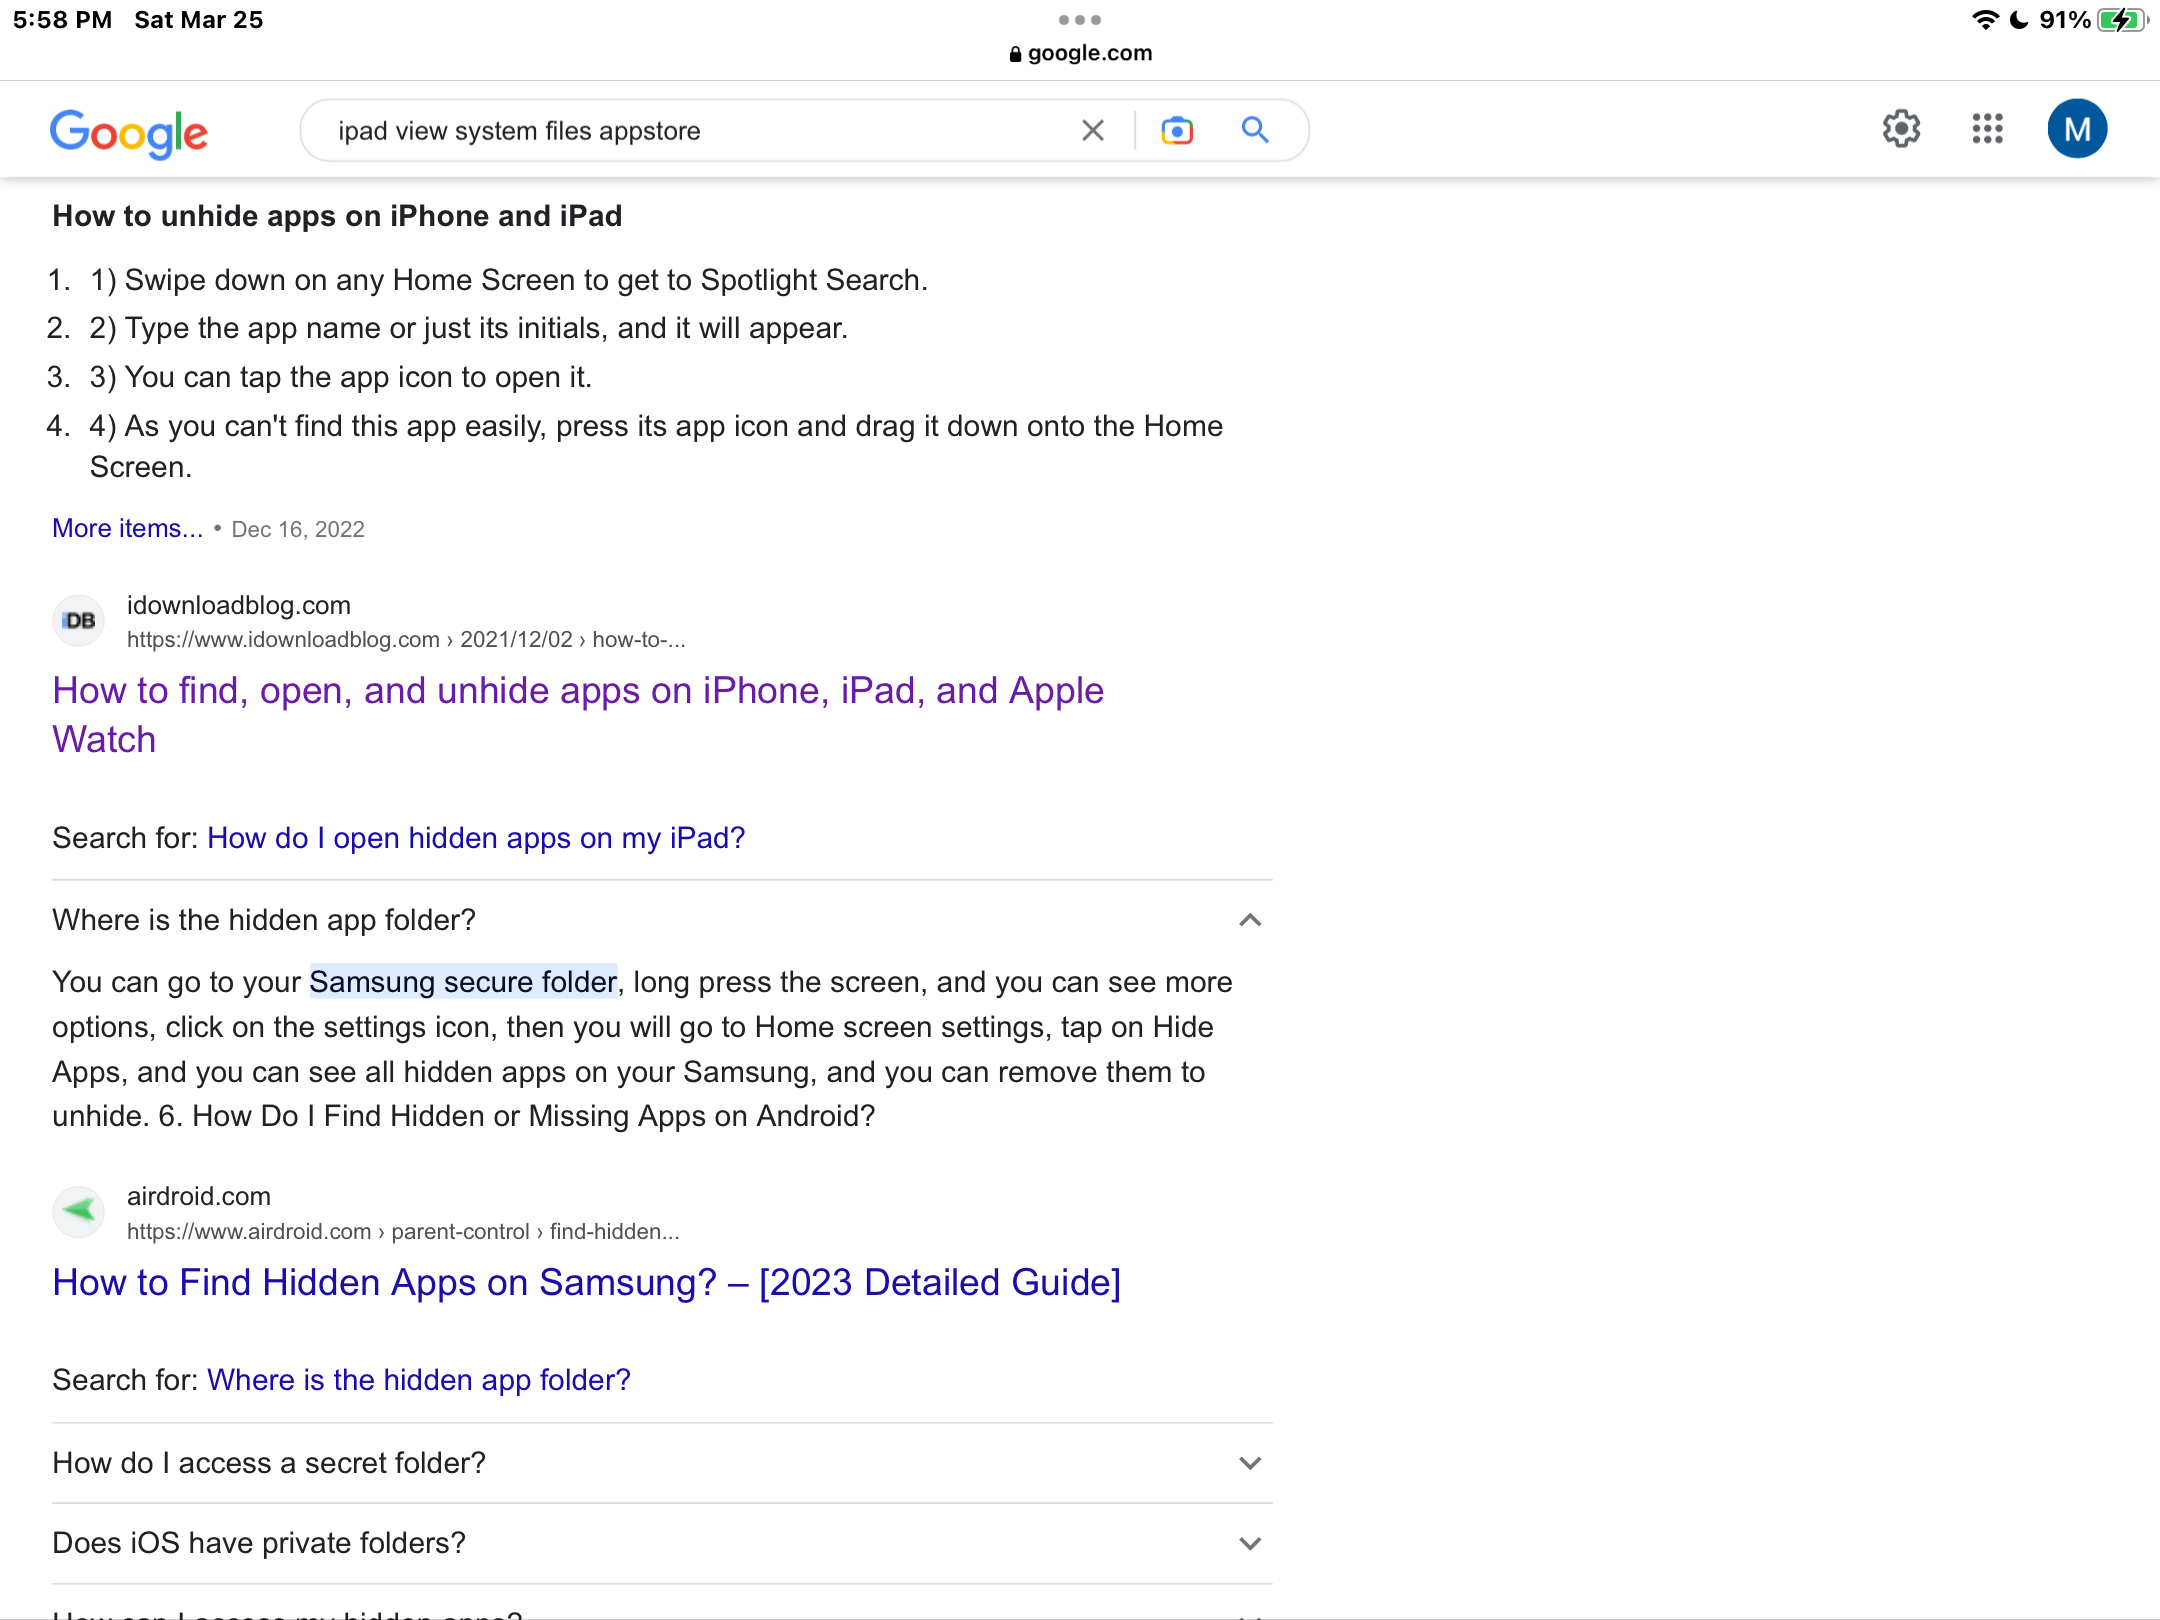 5:58 PM Sat Mar 25
91%
google.com
Google
ipad view system files appstore
M
How to unhide apps on iPhone and iPad
1. 1) Swipe down on any Home Screen to get to Spotlight Search.
2. 2) Type the app name or just its initials, and it will appear.
3. 3) You can tap the app icon to open it.
4. 4) As you can't find this app easily, press its app icon and drag it down onto the Home
Screen.
More items... • Dec 16, 2022
iDB
idownloadblog.com
https://www.idownloadblog.com › 2021/12/02 › how-to-...
How to find, open, and unhide apps on iPhone, iPad, and Apple
Watch
Search for: How do I open hidden apps on my iPad?
Where is the hidden app folder?
You can go to your Samsung secure folder, long press the screen, and you can see more
options, click on the settings icon, then you will go to Home screen settings, tap on Hide
Apps, and you can see all hidden apps on your Samsung, and you can remove them to
unhide. 6. How Do I Find Hidden or Missing Apps on Android?
airdroid.com
https://www.airdroid.com › parent-control › find-hidden...
How to Find Hidden Apps on Samsung? – [2023 Detailed Guide]
Search for: Where is the hidden app folder?
How do I access a secret folder?
Does iOS have private folders?
How can I access my hidden apps?